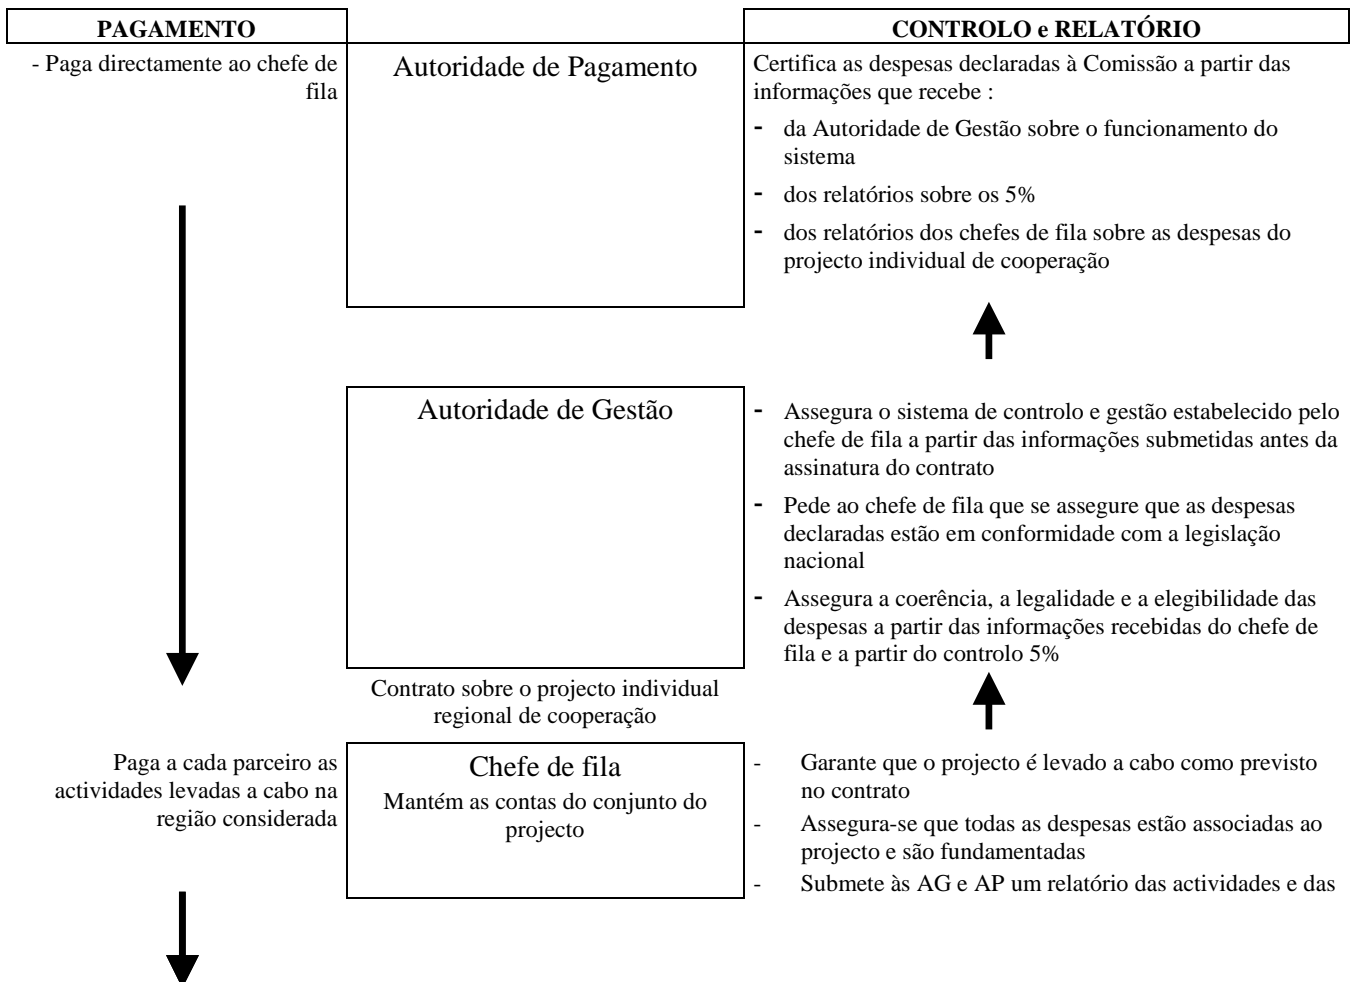 PAGAMENTO
CONTROLO e RELATÓRIO
- Paga directamente ao chefe de
fila
Autoridade de Pagamento
Certifica as despesas declaradas à Comissão a partir das
informações que recebe :
- da Autoridade de Gestão sobre o funcionamento do
sistema
- dos relatórios sobre os 5%
- dos relatórios dos chefes de fila sobre as despesas do
projecto individual de cooperação
Autoridade de Gestão
- Assegura o sistema de controlo e gestão estabelecido pelo
chefe de fila a partir das informações submetidas antes da
assinatura do contrato
- Pede ao chefe de fila que se assegure que as despesas
declaradas estão em conformidade com a legislação
nacional
- Assegura a coerência, a legalidade e a elegibilidade das
despesas a partir das informações recebidas do chefe de
fila e a partir do controlo 5%
Contrato sobre o projecto individual
regional de cooperação
Paga a cada parceiro as
actividades levadas a cabo na
região considerada
Chefe de fila
Mantém as contas do conjunto do
projecto
- Garante que o projecto é levado a cabo como previsto
no contrato
- Assegura-se que todas as despesas estão associadas ao
projecto e são fundamentadas
- Submete às AG e AP um relatório das actividades e das